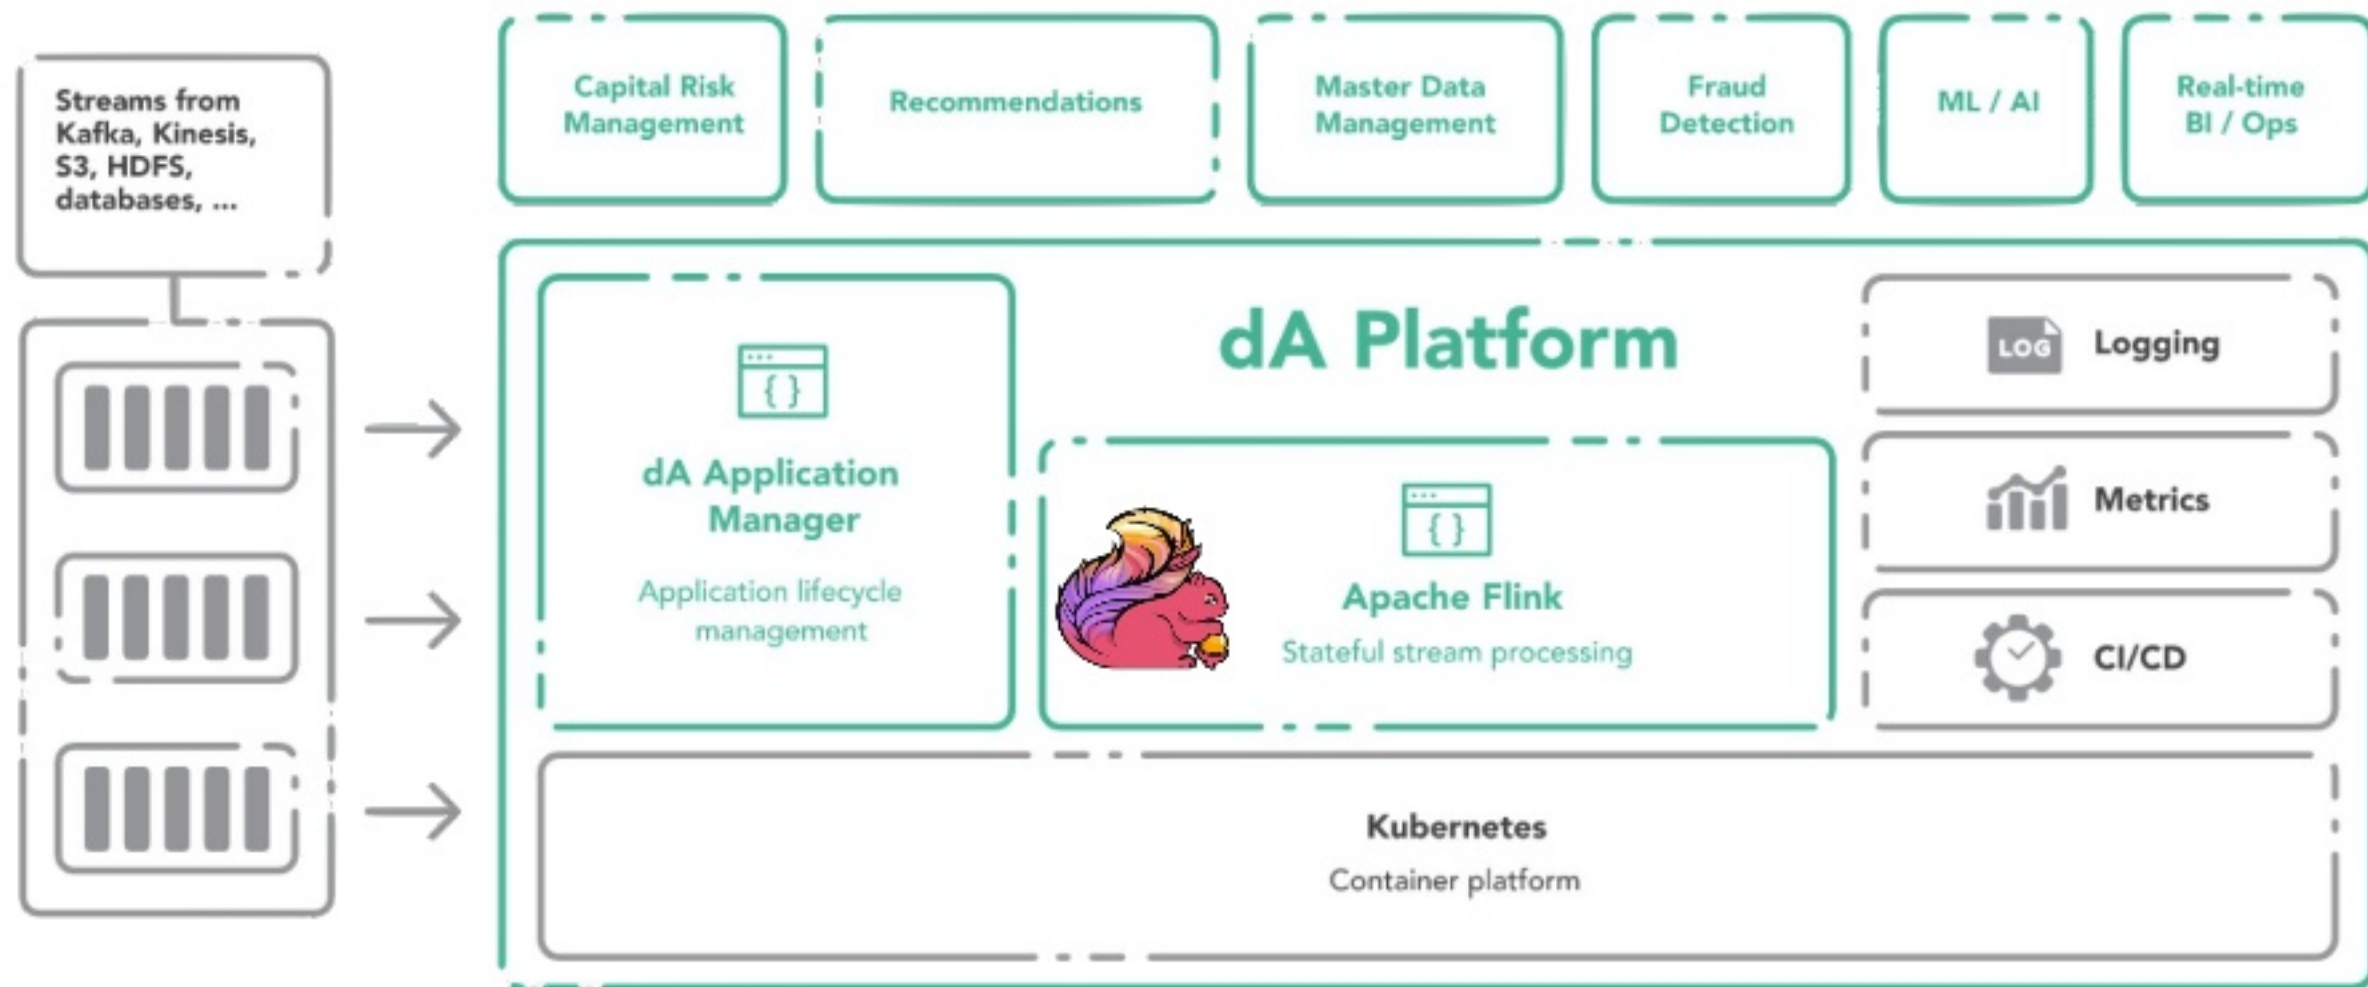 Streams from
Kafka, Kinesis,
S3, HDFS,
databases, ...
Capital Risk
Management
Recommendations
Master Data
Management
Fraud
Detection
ML / AI
Real-time
BI / Ops
dA Platform
dA Application
Manager
Application lifecycle
management
Apache Flink
Stateful stream processing
LOG
Logging
Metrics
CI/CD
Kubernetes
Container platform